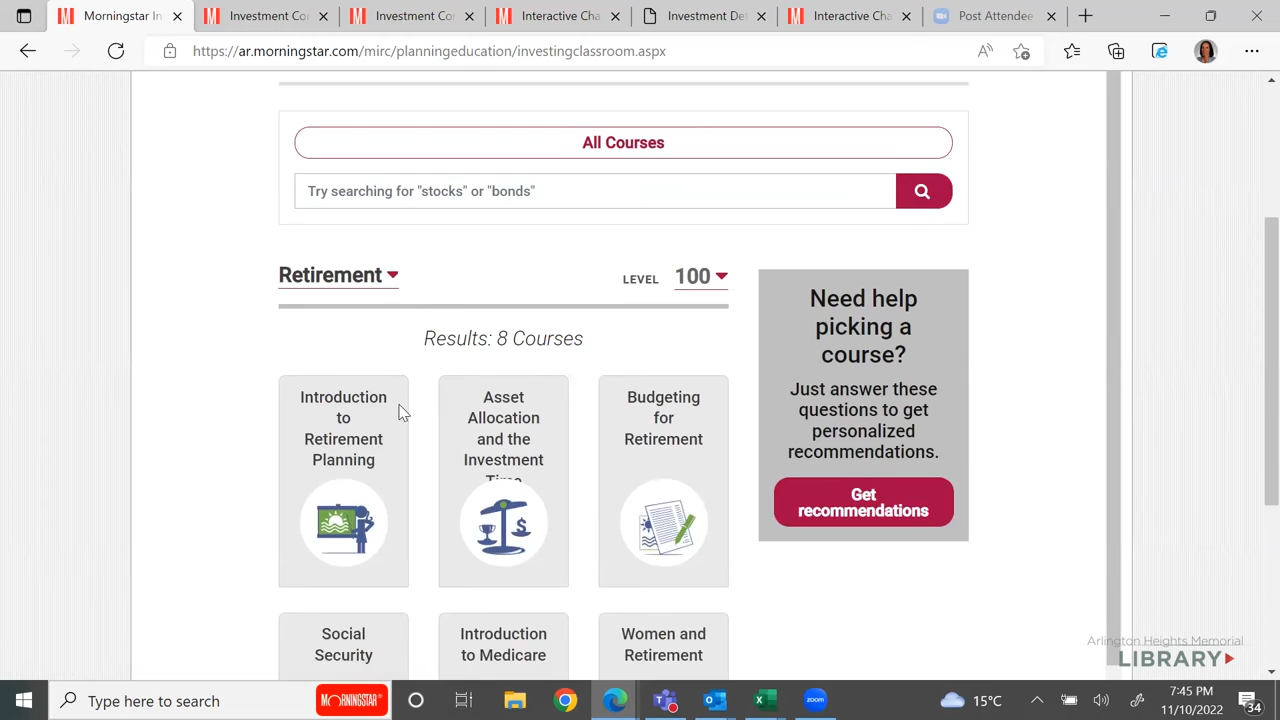 Morningstar In
Investment Co
Investment Co
Interactive Cha
Investment De
Interactive Cha
Post Attendee
https://ar.morningstar.com/mirc/planningeducation/investingclassroom.aspx
All Courses
Try searching for "stocks" or "bonds"
Retirement
LEVEL 100
Results: 8 Courses
Introduction
to
Retirement
Planning
Asset
Allocation
and the
Investment
Time
Budgeting
for
Retirement
Need help
picking a
course?
Just answer these
questions to get
personalized
recommendations.
Get
recommendations
Social
Security
Introduction
to Medicare
Women and
Retirement
Arlington Heights Memorial
LIBRARY
Type here to search
MORNINGSTAR
zoom
15°C
7:45 PM
11/10/2022
34